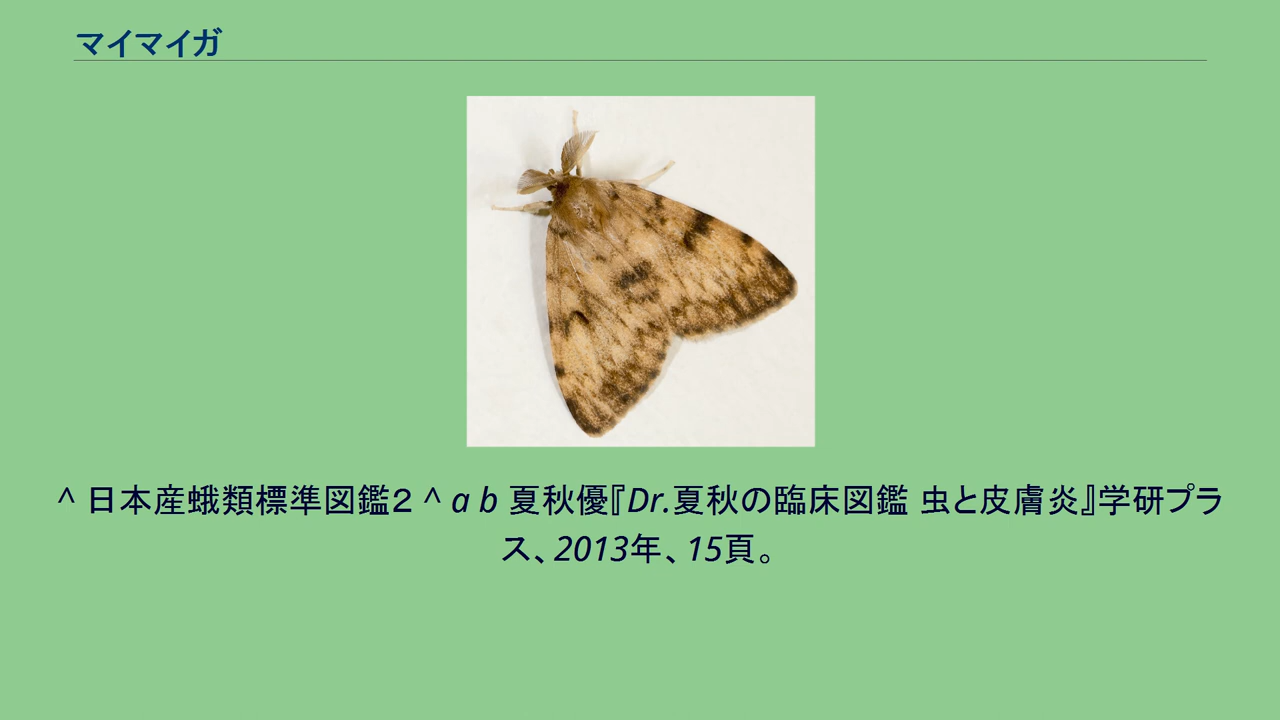 マイマイガ
^ 日本産蛾類標準図鑑２ ^ a b 夏秋優『Dr.夏秋の臨床図鑑 虫と皮膚炎』学研プラ
ス、2013年、15頁。